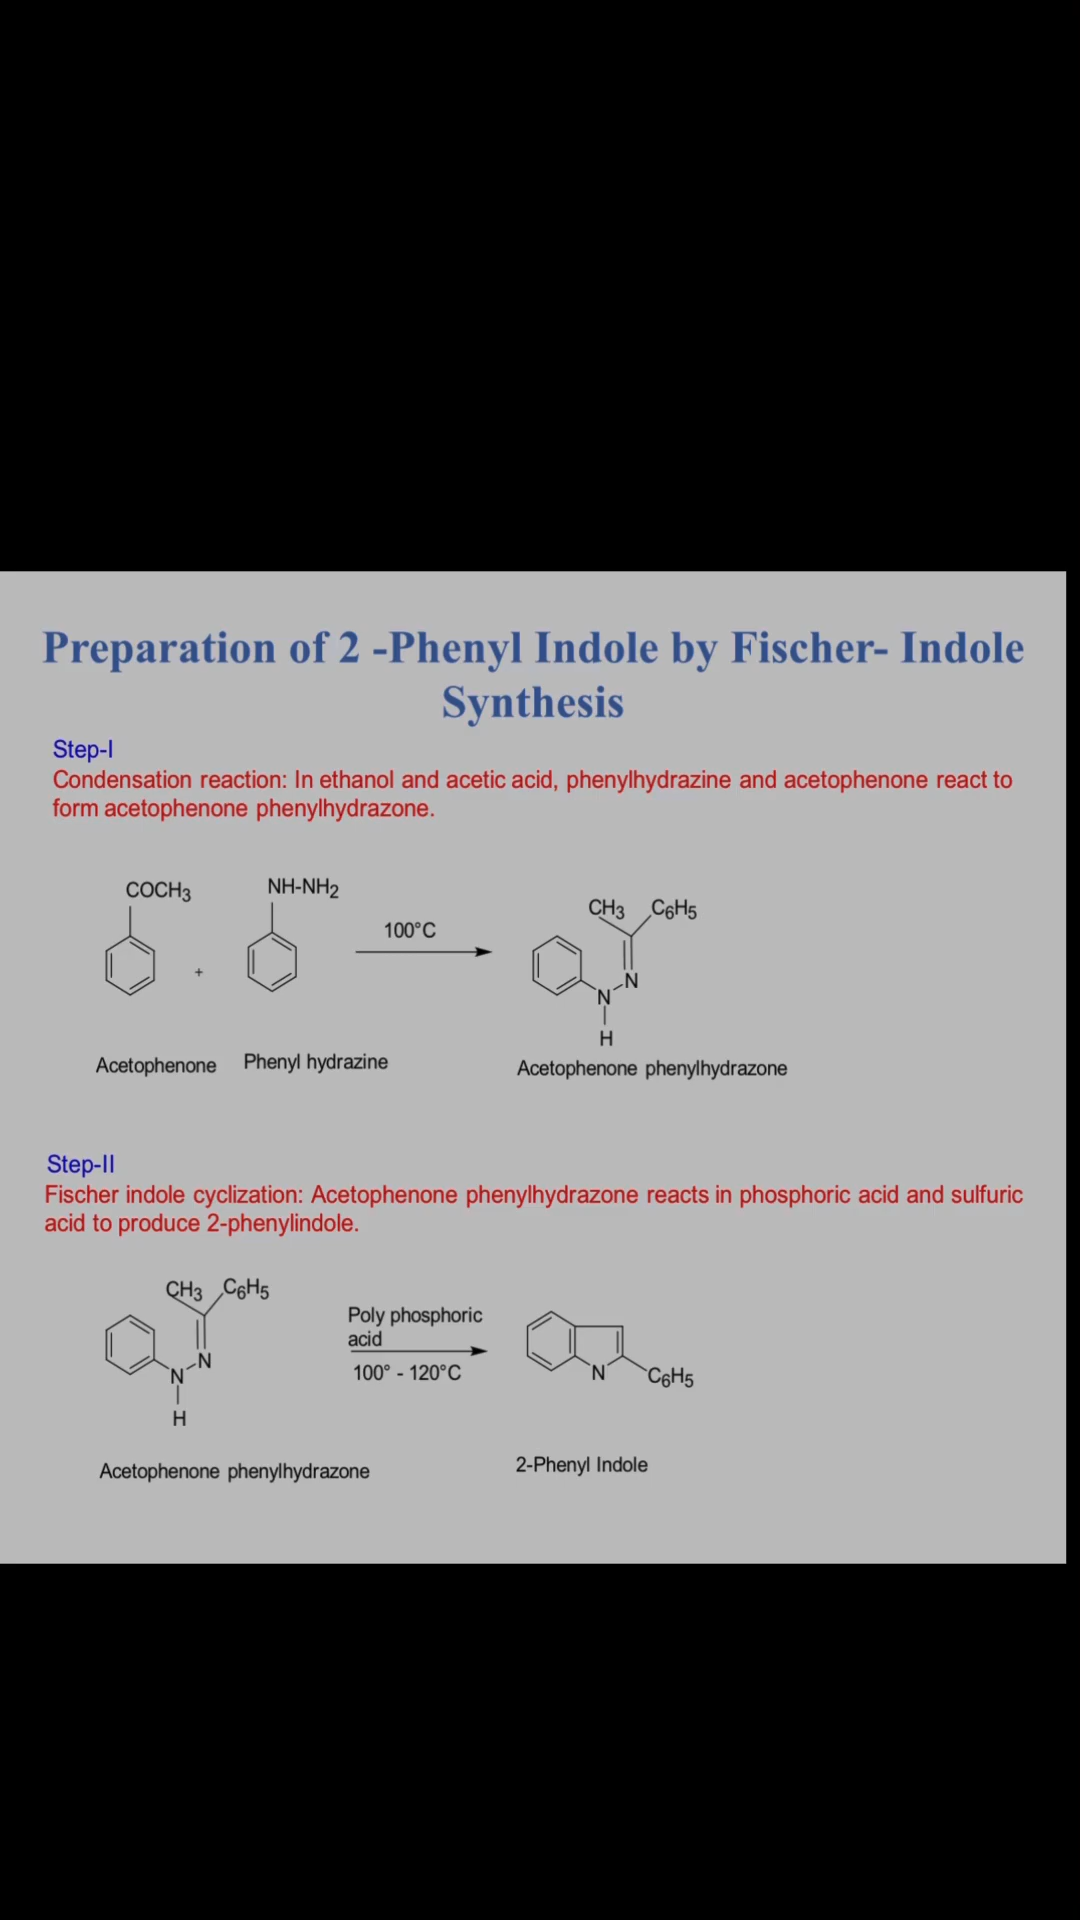 Preparation of 2 -Phenyl Indole by Fischer- Indole
Synthesis
Step-I
Condensation reaction: In ethanol and acetic acid, phenylhydrazine and acetophenone react to
form acetophenone phenylhydrazone.
COCH3
NH-NH2
+
100°C
CH3 C6H5
N
N
H
Acetophenone
Phenyl hydrazine
Acetophenone phenylhydrazone
Step-II
Fischer indole cyclization: Acetophenone phenylhydrazone reacts in phosphoric acid and sulfuric
acid to produce 2-phenylindole.
CH3 C6H5
N
N
H
Poly phosphoric
acid
100° - 120°C
N
C6H5
Acetophenone phenylhydrazone
2-Phenyl Indole